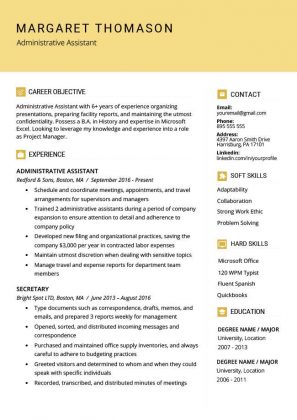 MARGARET THOMASON
Administrative Assistant
CAREER OBJECTIVE
Administrative Assistant with 6+ years of experience organizing
presentations, preparing facility reports, and maintaining the utmost
confidentiality. Possess a B.A. in History and expertise in Microsoft
Excel. Looking to leverage my knowledge and experience into a role as
Project Manager.
EXPERIENCE
ADMINISTRATIVE ASSISTANT
Redford & Sons, Boston, MA / September 2016 - Present
• Schedule and coordinate meetings, appointments, and travel
arrangements for supervisors and managers
• Trained 2 administrative assistants during a period of company
expansion to ensure attention to detail and adherence to
company policy
• Developed new filing and organizational practices, saving the
company $3,000 per year in contracted labor expenses
• Maintain utmost discretion when dealing with sensitive topics
• Manage travel and expense reports for department team
members
SECRETARY
Bright Spot LTD, Boston, MA / June 2013 – August 2016
• Type documents such as correspondence, drafts, memos, and
emails, and prepared 3 reports weekly for management
• Opened, sorted, and distributed incoming messages and
correspondence
• Purchased and maintained office supply inventories, and always
careful to adhere to budgeting practices
• Greeted visitors and determined to whom and when they could
speak with specific individuals
• Recorded, transcribed, and distributed minutes of meetings
CONTACT
Email:
youremail@gmail.com
Phone:
895 555 555
Address:
4397 Aaron Smith Drive
Harrisburg, PA 17101
Linkedin:
linkedin.com/in/yourprofile
SOFT SKILLS
Adaptability
Collaboration
Strong Work Ethic
Problem Solving
HARD SKILLS
Microsoft Office
120 WPM Typist
Fluent Spanish
Quickbooks
EDUCATION
DEGREE NAME / MAJOR
University, Location
2007 - 2011
DEGREE NAME / MAJOR
University, Location
2006 - 2011